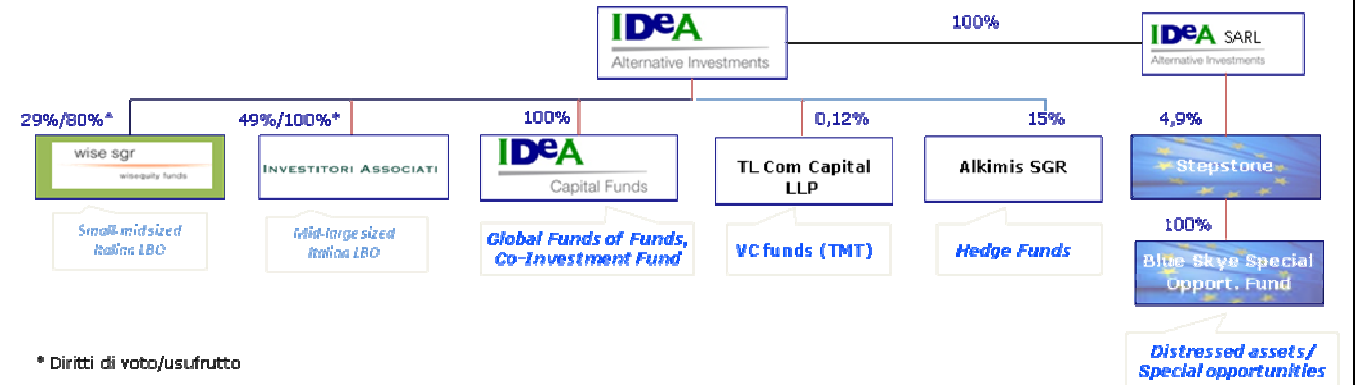 IDeA
Alternative Investments
100%
IDeA SARL
Alternative Investments
29%/80%*
49%/100%*
100%
0,12%
15%
4,9%
wise sgr
wisequity funds
INVESTITORI ASSOCIATI
IDeA
Capital Funds
TL Com Capital
LLP
Alkimis SGR
Stepstone
Small-mid sized
Italian LBO
Mid-large sized
Italian LBO
Global Funds of Funds,
Co-Investment Fund
VC funds (TMT)
Hedge Funds
100%
Blue Skye Special
Opport. Fund
* Diritti di voto/usufrutto
Distressed assets/
Special opportunities